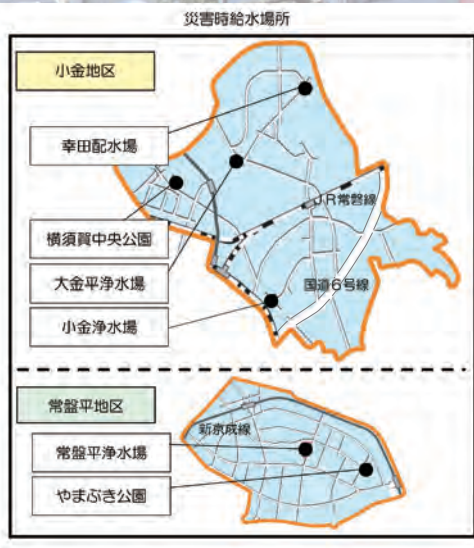 災害時給水場所
小金地区
幸田配水場
横須賀中央公園
大金平浄水場
小金浄水場
JR常磐線
国道6号線
常盤平地区
新京成線
常盤平浄水場
やまぶき公園